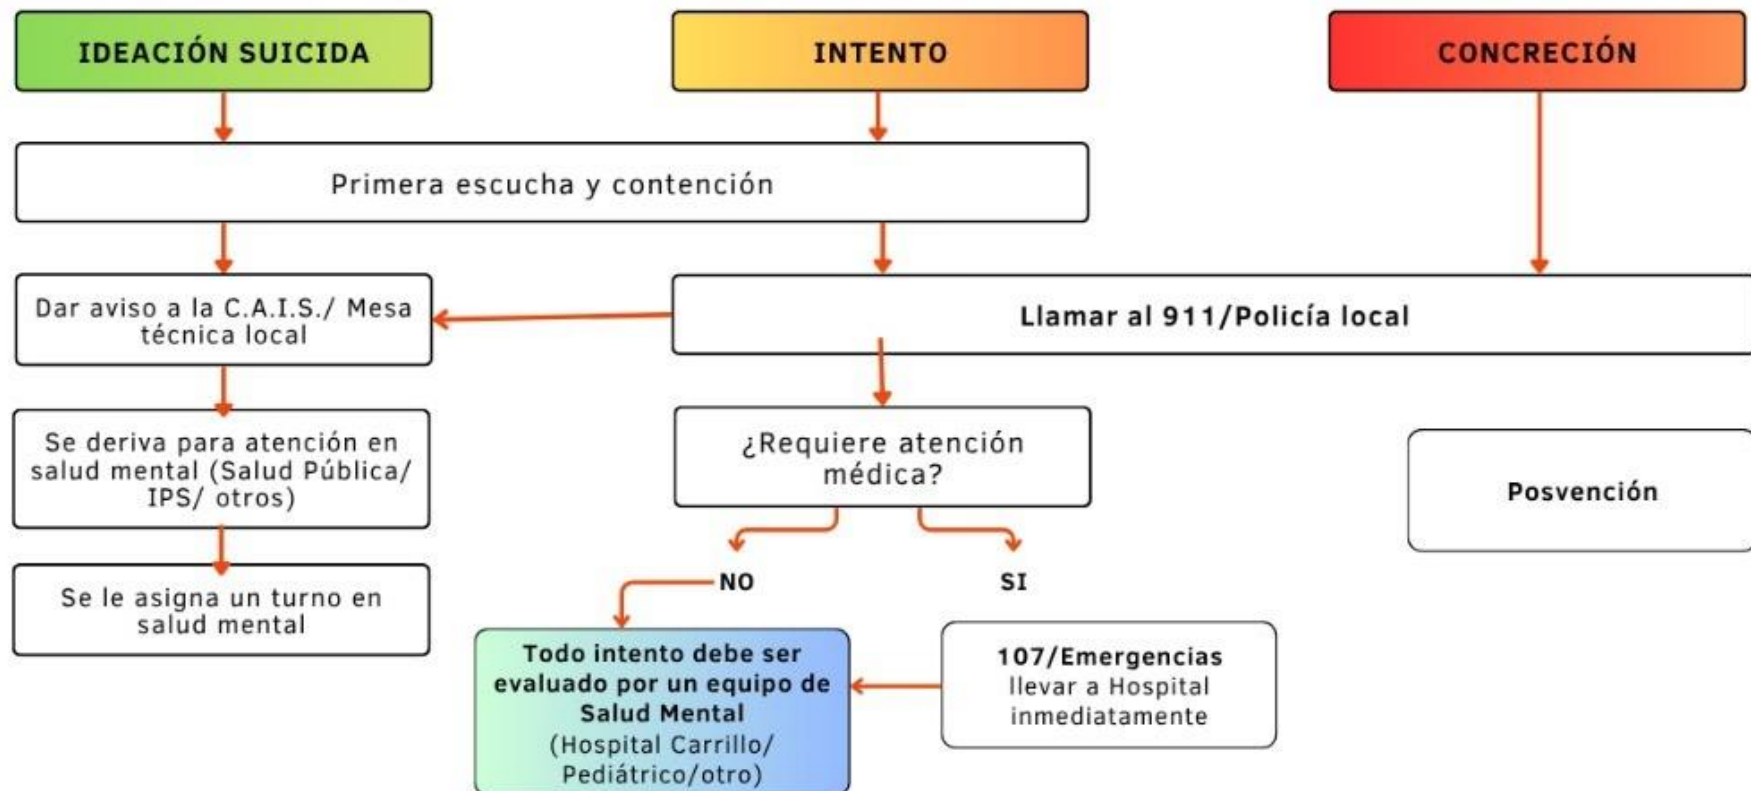 IDEACIÓN SUICIDA
INTENTO
CONCRECIÓN
Primera escucha y contención
Dar aviso a la C.A.I.S./ Mesa
técnica local
Llamar al 911/Policía local
Se deriva para atención en
salud mental (Salud Pública/
IPS/ otros)
¿Requiere atención
médica?
Posvención
NO
SI
Se le asigna un turno en
salud mental
Todo intento debe ser
evaluado por un equipo de
Salud Mental
(Hospital Carrillo/
Pediátrico/otro)
107/Emergencias
llevar a Hospital
inmediatamente